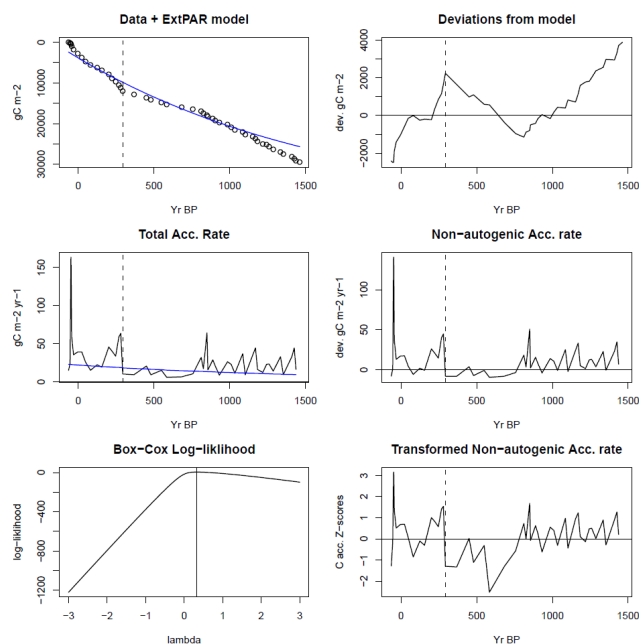 Data + ExtPAR model
Deviations from model
gC m−2
0
10000
20000
30000
0
500
1000
1500
Yr BP
dev. gC m−2
4000
2000
0
−2000
0
500
1000
1500
Yr BP
Total Acc. Rate
Non−autogenic Acc. rate
gC m−2 yr−1
150
100
50
0
0
500
1000
1500
Yr BP
dev. gC m−2 yr−1
100
50
0
0
500
1000
1500
Yr BP
Box−Cox Log−liklihood
Transformed Non−autogenic Acc. rate
log−liklihood
0
−400
−800
−1200
−3
−2
−1
0
1
2
3
lambda
C acc. Z−scores
3
2
1
0
−1
−2
0
500
1000
1500
Yr BP